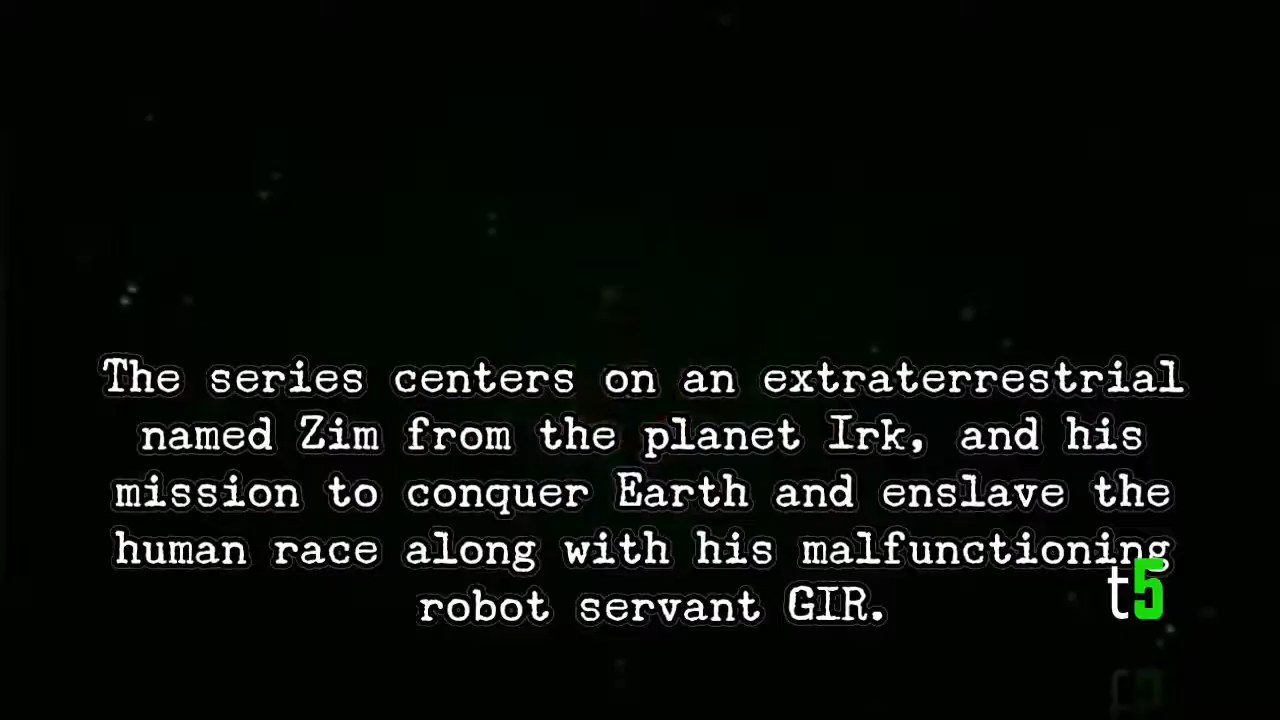 The series centers on an extraterrestrial
named Zim from the planet Irk, and his
mission to conquer Earth and enslave the
human race along with his malfunctioning
robot servant GIR.
t5